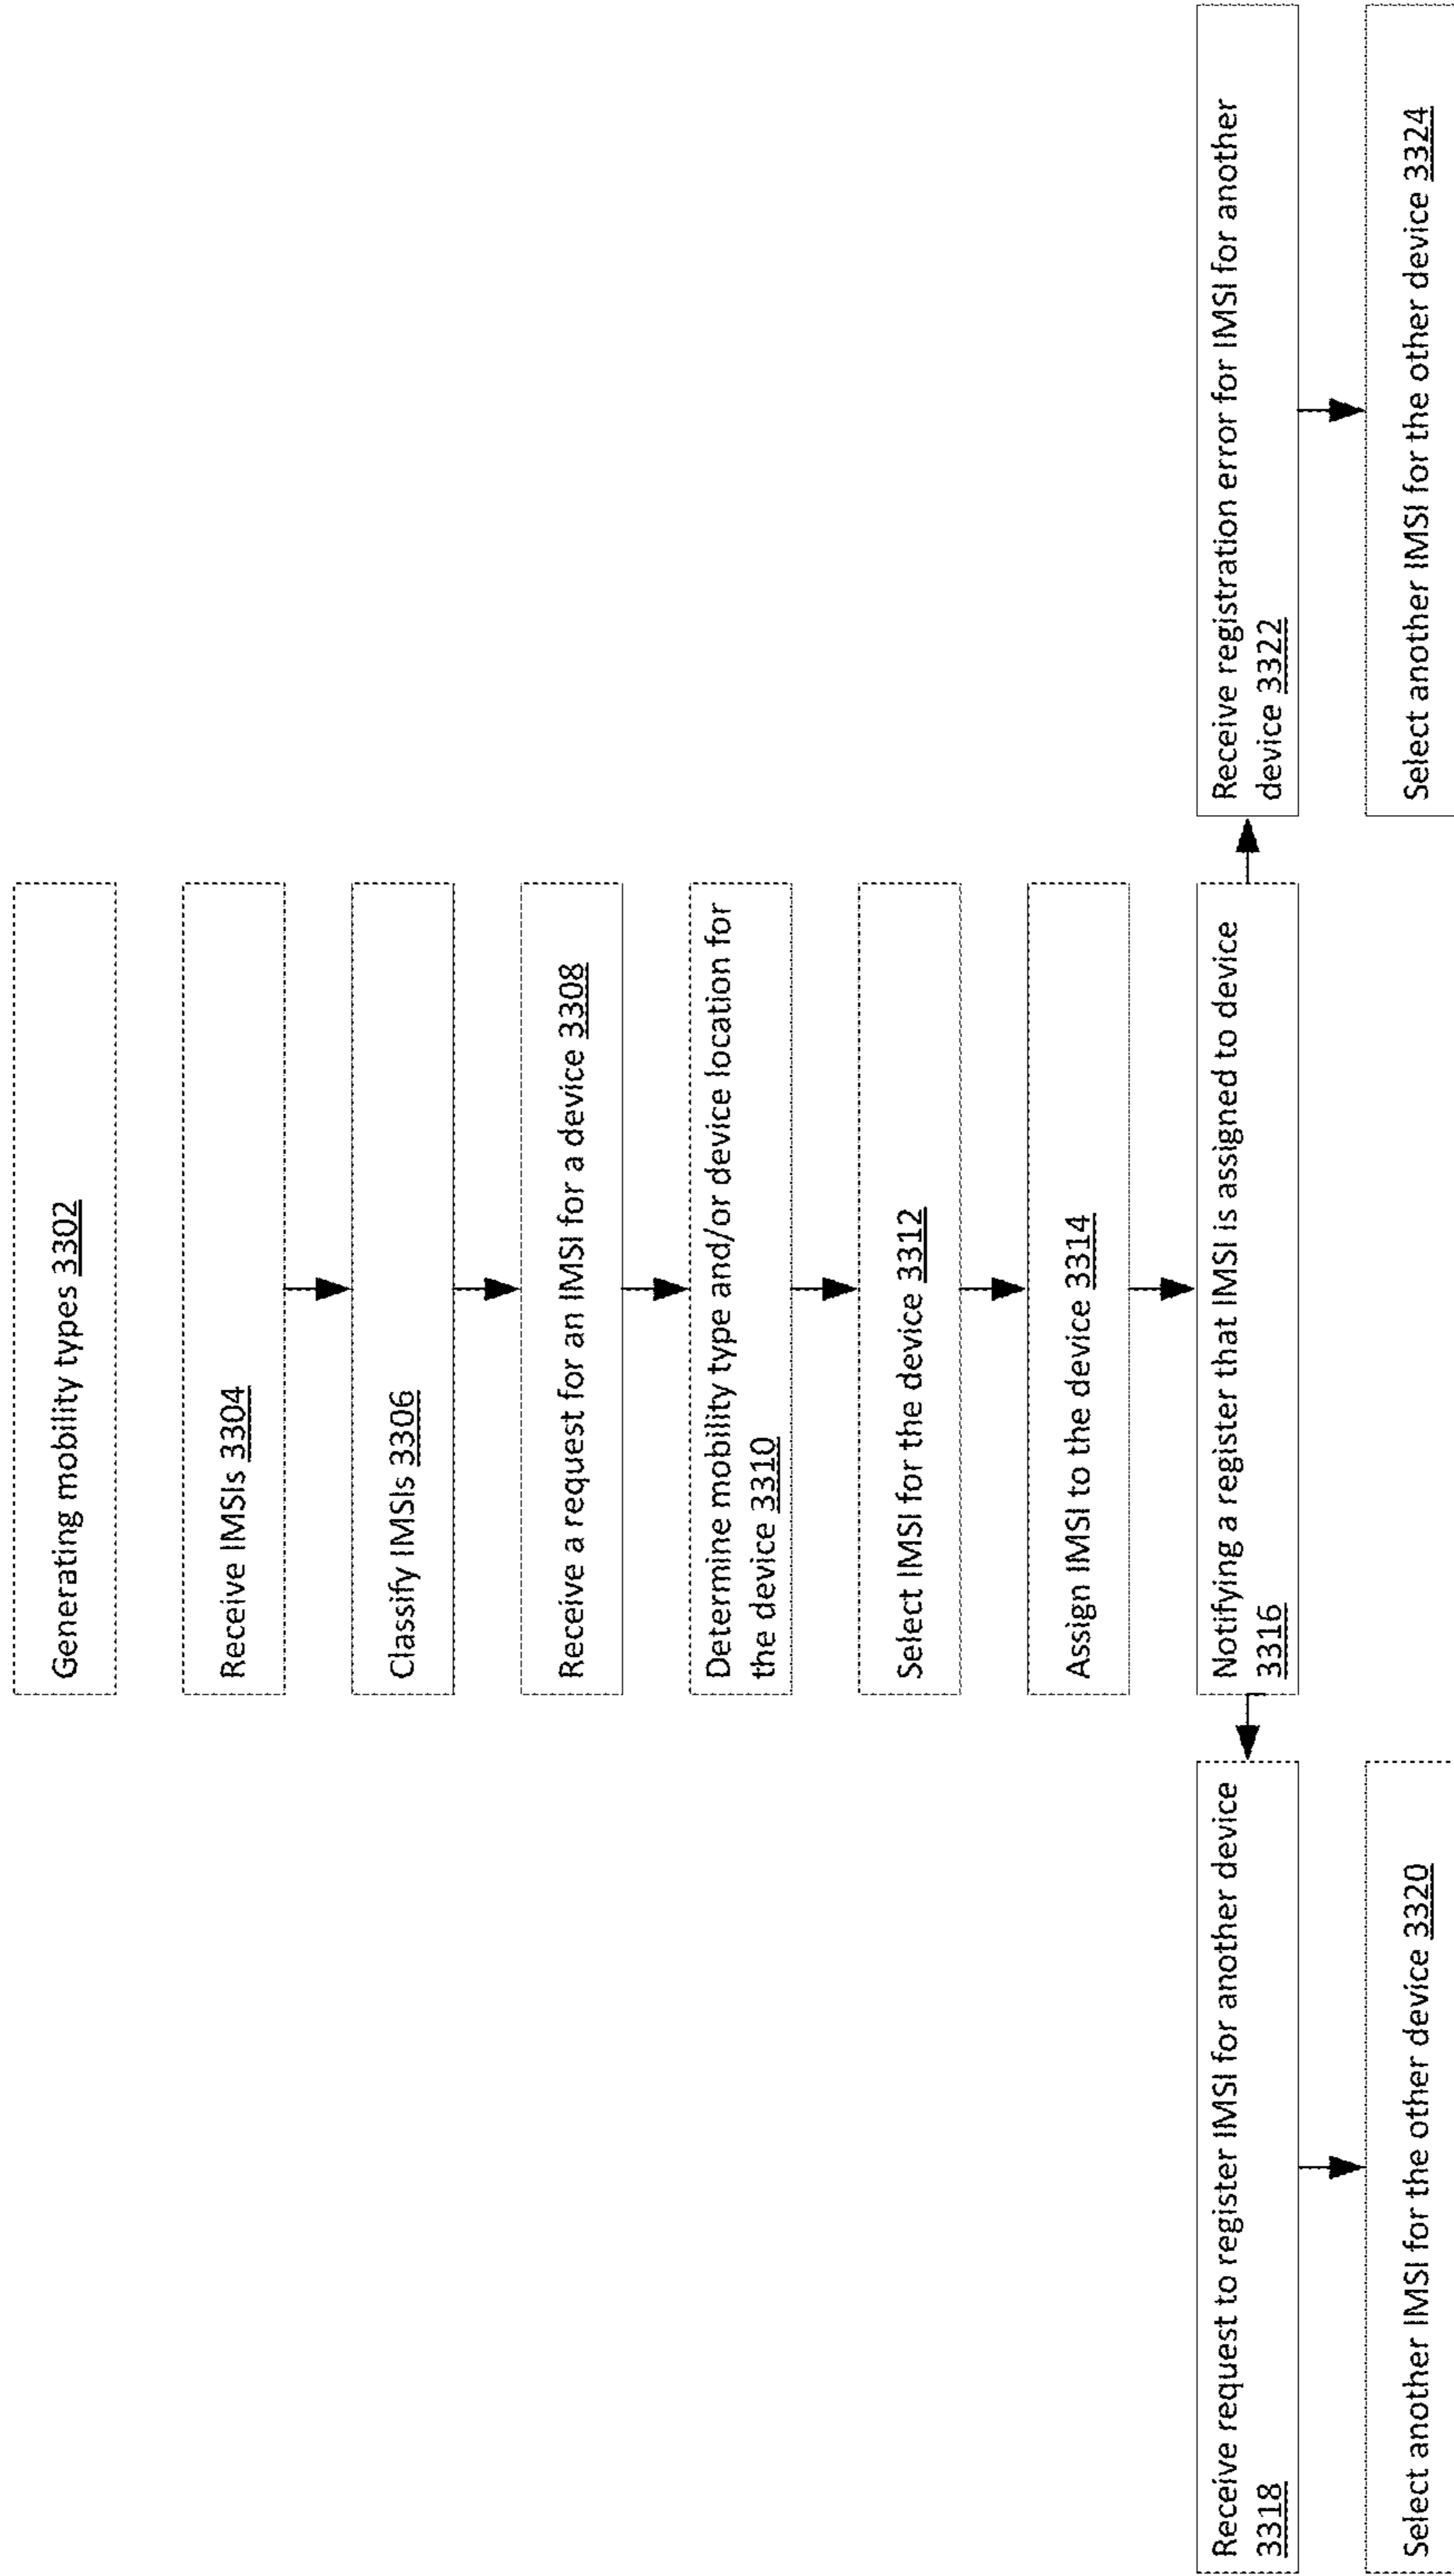 Generating mobility types 3302
Receive IMSIs 3304
Classify IMSIs 3306
Receive a request for an IMSI for a device 3308
Determine mobility type and/or device location for
the device 3310
Select IMSI for the device 3312
Assign IMSI to the device 3314
Notifying a register that IMSI is assigned to device
3316
Receive request to register IMSI for another device
3318
Select another IMSI for the other device 3320
Receive registration error for IMSI for another
device 3322
Select another IMSI for the other device 3324